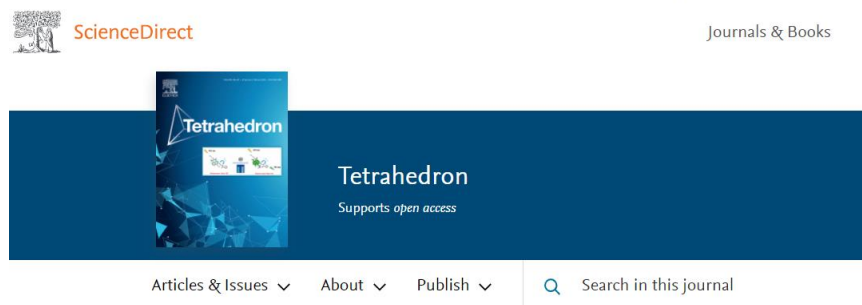 ScienceDirect
Journals & Books
Tetrahedron
Tetrahedron
Supports open access
Articles & Issues
About
Publish
Search in this journal